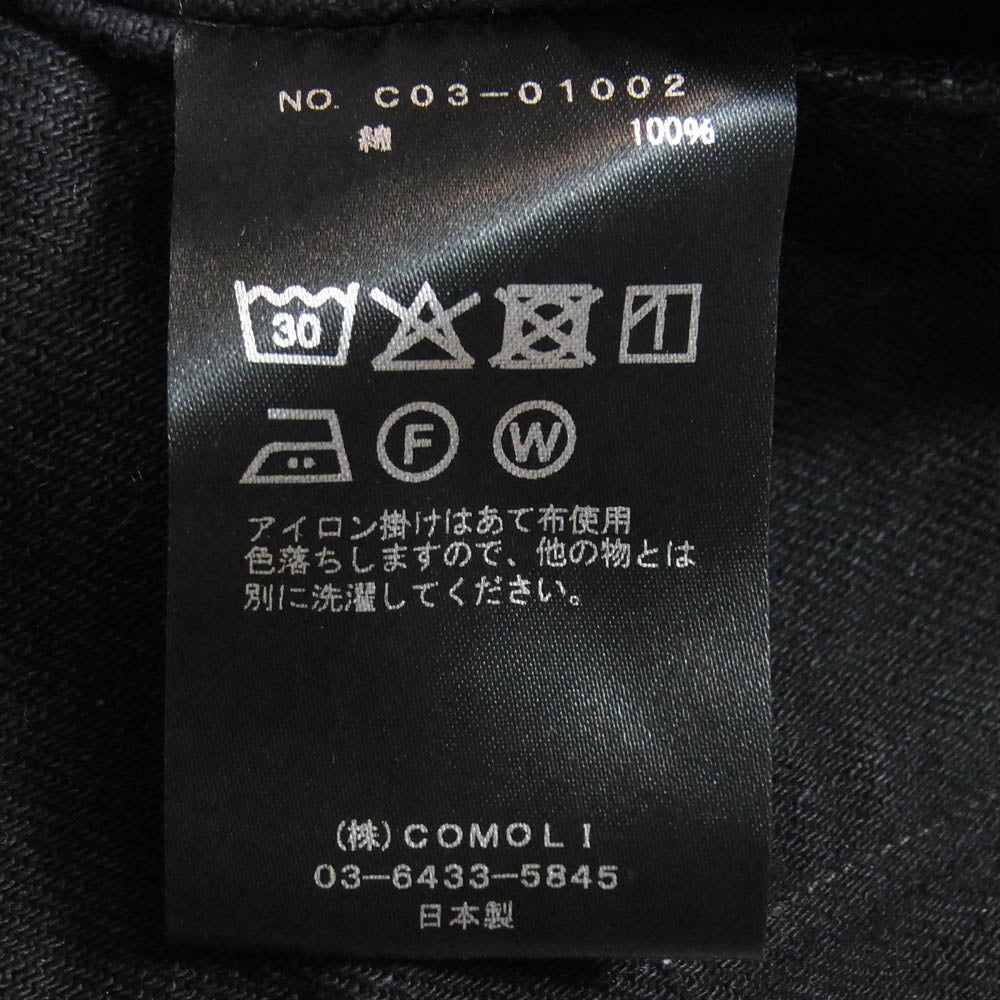 NO. C03-01002
綿 100%
30
F W
アイロン掛けはあて布使用
色落ちしますので、他の物とは
別に洗濯してください。
(株)COMOLI
03-6433-5845
日本製